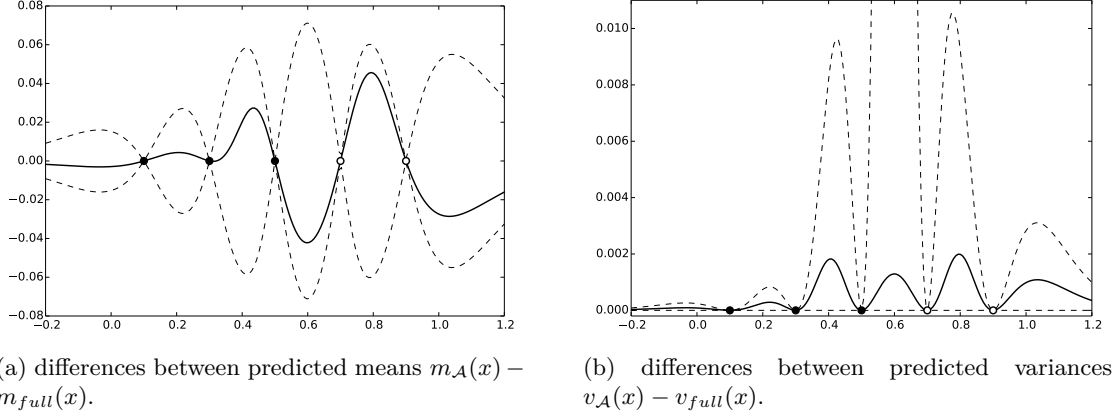 0.08
0.06
0.04
0.02
0.00
−0.02
−0.04
−0.06
−0.08
−0.2 0.0 0.2 0.4 0.6 0.8 1.0 1.2
0.010
0.008
0.006
0.004
0.002
0.000
−0.2 0.0 0.2 0.4 0.6 0.8 1.0 1.2
(a) differences between predicted means m_A(x) −
m_full(x).
(b) differences between predicted variances
v_A(x) − v_full(x).